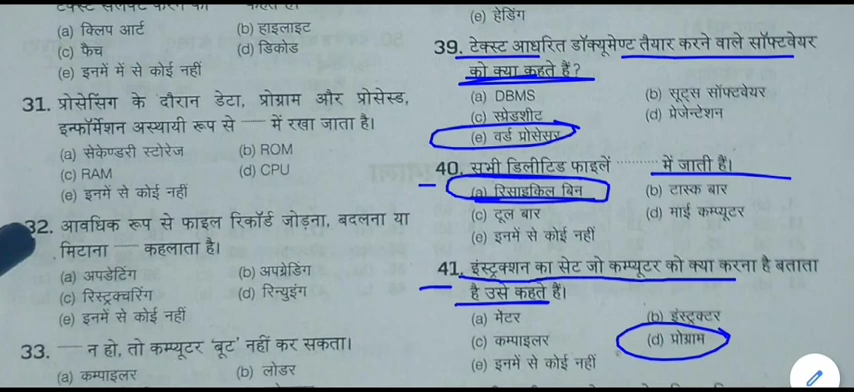 (a) क्लिप आर्ट (b) हाइलाइट
(c) फैच (d) डिकोड
(e) इनमें में से कोई नहीं
31. प्रोसेसिंग के दौरान डेटा, प्रोग्राम और प्रोसेस्ड,
इन्फॉर्मेशन अस्थायी रूप से ---- में रखा जाता है।
(a) सेकेण्डरी स्टोरेज (b) ROM
(c) RAM (d) CPU
(e) इनमें से कोई नहीं
32. आवधिक रूप से फाइल रिकॉर्ड जोड़ना, बदलना या
मिटाना ---- कहलाता है।
(a) अपडेटिंग (b) अपग्रेडिंग
(c) रिस्ट्रक्चरिंग (d) रिन्युइंग
(e) इनमें से कोई नहीं
33. ---- न हो, तो कम्प्यूटर 'बूट' नहीं कर सकता।
(a) कम्पाइलर (b) लोडर
(e) हेडिंग
39. टेक्स्ट आधरित डॉक्यूमेण्ट तैयार करने वाले सॉफ्टवेयर
को क्या कहते हैं?
(a) DBMS (b) सूट्स सॉफ्टवेयर
(c) स्प्रेडशीट (d) प्रेजेन्टेशन
(e) वर्ड प्रोसेसर
40. सभी डिलीटिड फाइलें ........... में जाती हैं।
(a) रिसाइकिल बिन (b) टास्क बार
(c) टूल बार (d) माई कम्प्यूटर
(e) इनमें से कोई नहीं
41. इंस्ट्रक्शन का सेट जो कम्प्यूटर को क्या करना है बताता
है उसे कहते हैं।
(a) मेंटर (b) इंस्ट्रक्टर
(c) कम्पाइलर (d) प्रोग्राम
(e) इनमें से कोई नहीं